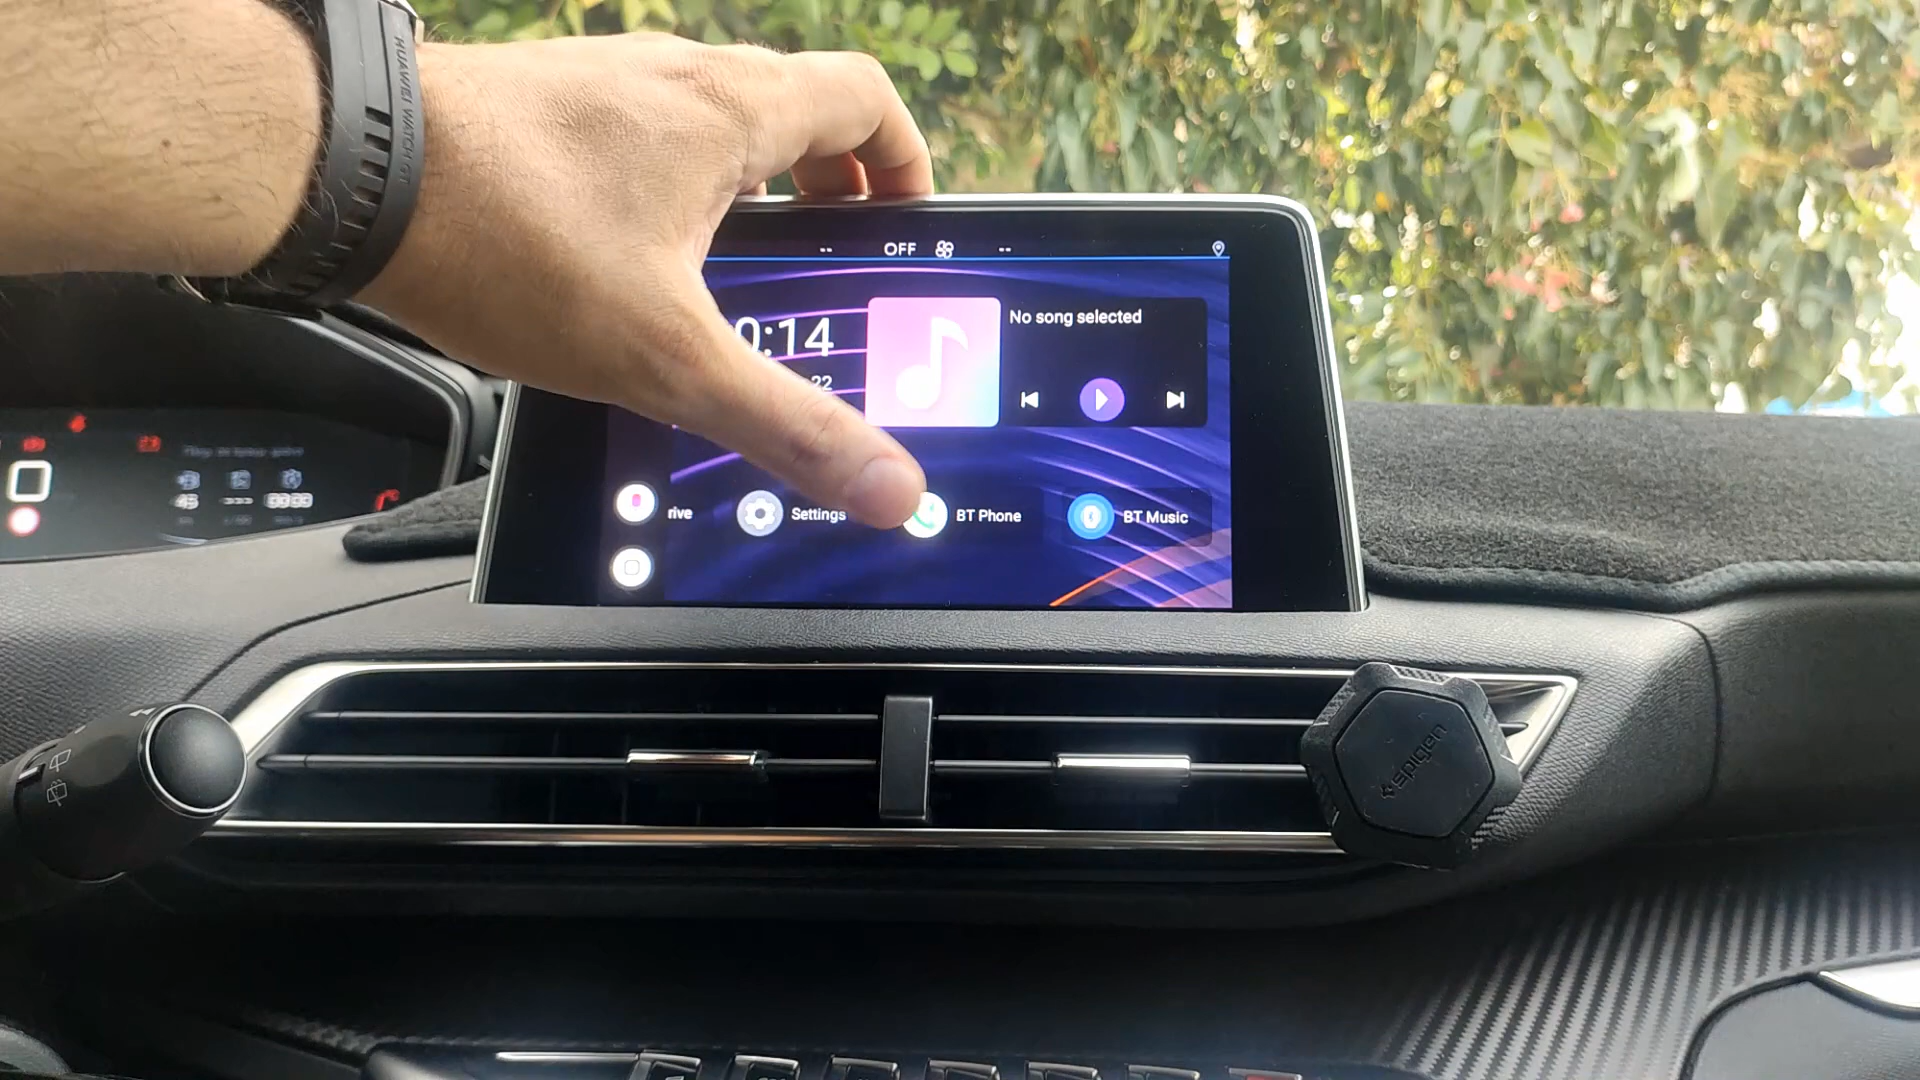 HUAWEI WATCH GT
-- OFF --
0:14
No song selected
22
rive
Settings
BT Phone
BT Music
spigen